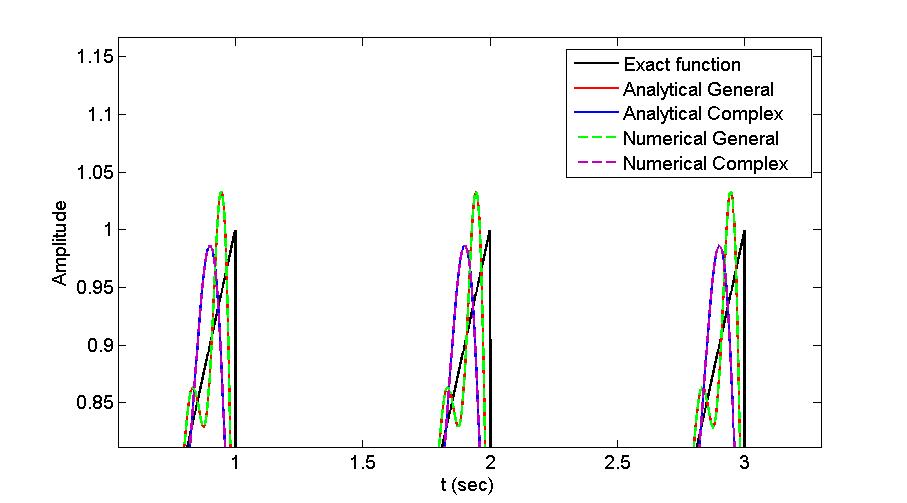 1.15
1.1
1.05
1
0.95
0.9
0.85
Amplitude
Exact function
Analytical General
Analytical Complex
Numerical General
Numerical Complex
1
1.5
2
2.5
3
t (sec)